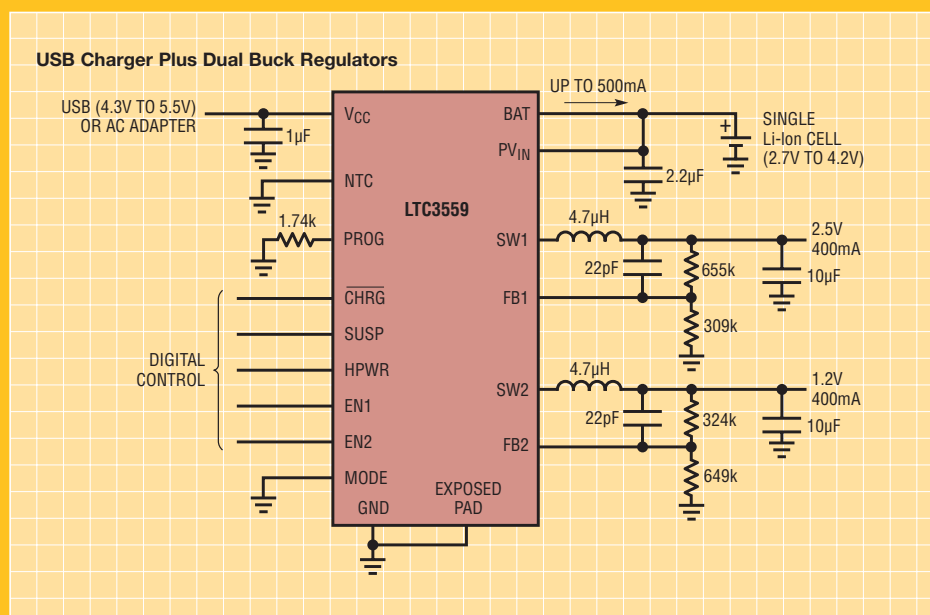 USB Charger Plus Dual Buck Regulators
USB (4.3V TO 5.5V)
OR AC ADAPTER
1µF
1.74k
DIGITAL
CONTROL
VCC
NTC
PROG
CHRG
SUSP
HPWR
EN1
EN2
MODE
GND
EXPOSED
PAD
LTC3559
BAT
PVIN
SW1
FB1
SW2
FB2
UP TO 500mA
+
SINGLE
Li-Ion CELL
(2.7V TO 4.2V)
2.2µF
4.7µH
2.5V
400mA
22pF
655k
10µF
309k
4.7µH
1.2V
400mA
22pF
324k
10µF
649k